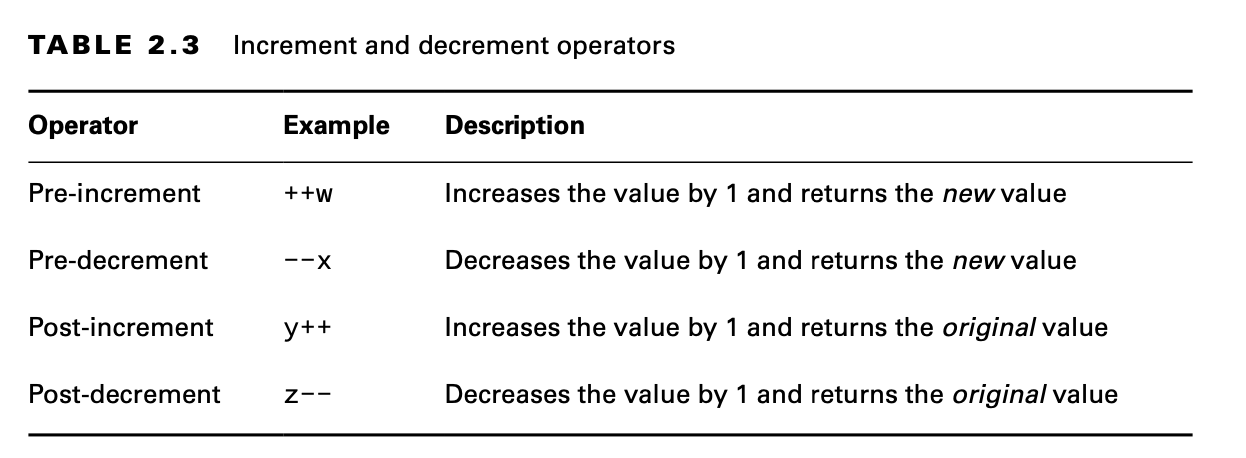 TABLE 2.3 Increment and decrement operators
Operator Example Description
Pre-increment ++w Increases the value by 1 and returns the new value
Pre-decrement --x Decreases the value by 1 and returns the new value
Post-increment y++ Increases the value by 1 and returns the original value
Post-decrement z-- Decreases the value by 1 and returns the original value